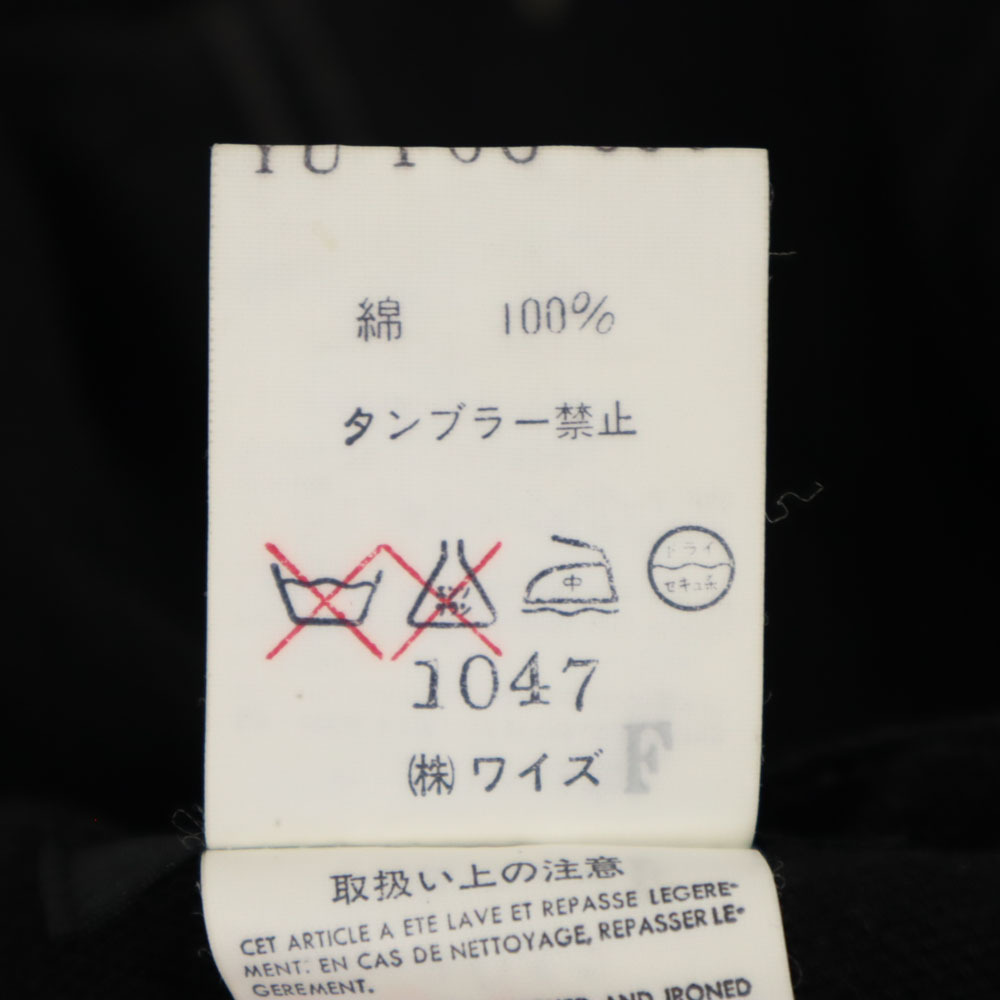 綿 100%
タンブラー禁止
中
ドライ
セキユ系
1047
㈱ワイズ
F
取扱い上の注意
CET ARTICLE A ETE LAVE ET REPASSE LEGERE-
MENT: EN CAS DE NETTOYAGE, REPASSER LE-
GEREMENT.
AND IRONED